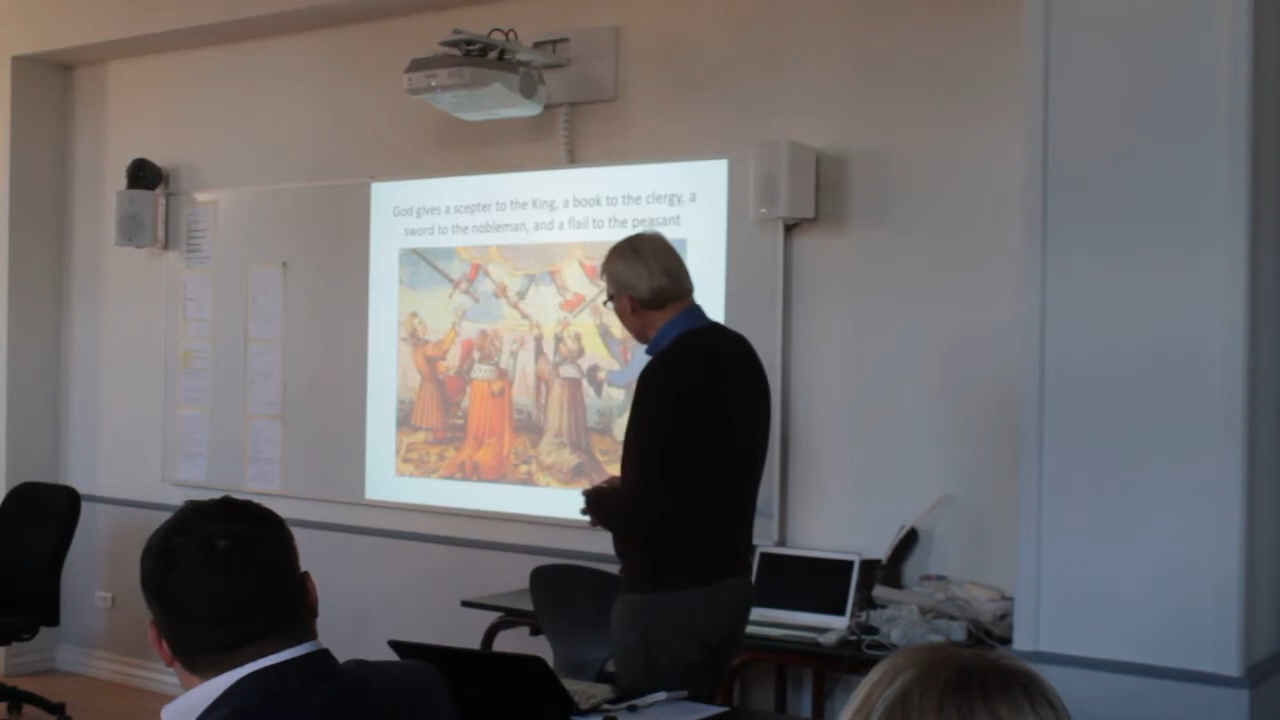 God gives a scepter to the King, a book to the clergy, a
sword to the nobleman, and a flail to the peasant